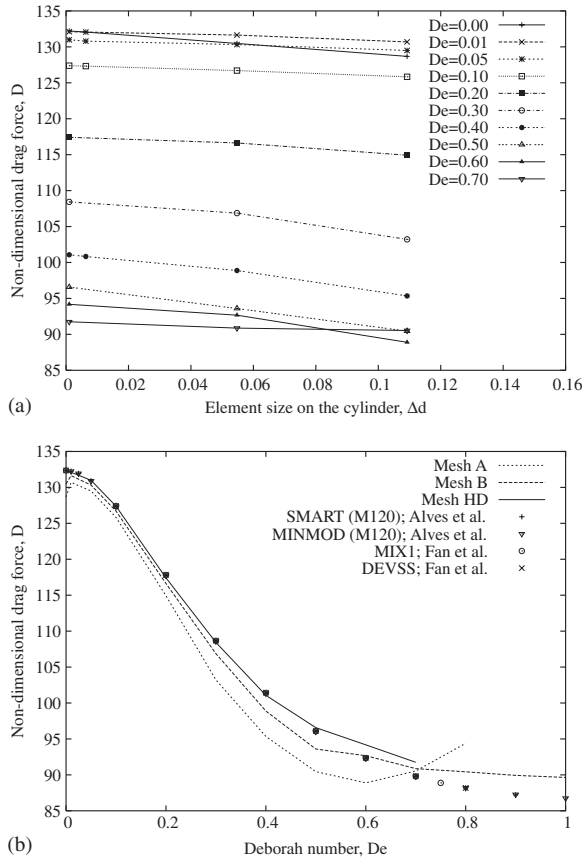 135
130
125
120
115
110
105
100
95
90
85
Non-dimensional drag force, D
De=0.00
De=0.01
De=0.05
De=0.10
De=0.20
De=0.30
De=0.40
De=0.50
De=0.60
De=0.70
0 0.02 0.04 0.06 0.08 0.1 0.12 0.14 0.16
(a)
Element size on the cylinder, Δd
135
130
125
120
115
110
105
100
95
90
85
Non-dimensional drag force, D
Mesh A
Mesh B
Mesh HD
SMART (M120); Alves et al.
MINMOD (M120); Alves et al.
MIX1; Fan et al.
DEVSS; Fan et al.
0 0.2 0.4 0.6 0.8 1
(b)
Deborah number, De